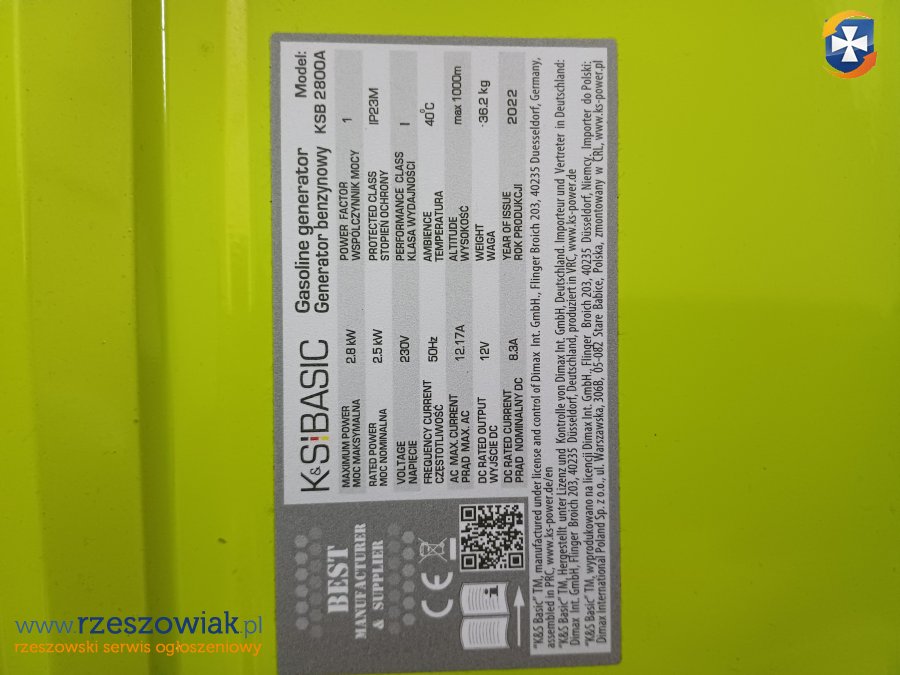 K&S BASIC
Gasoline generator
Generator benzynowy
Model:
KSB 2800A
MAXIMUM POWER
MOC MAKSYMALNA
2.8 kW
POWER FACTOR
WSPOLCZYNNIK MOCY
1
RATED POWER
MOC NOMINALNA
2.5 kW
PROTECTED CLASS
STOPIEN OCHRONY
IP23M
VOLTAGE
NAPIECIE
230V
PERFORMANCE CLASS
KLASA WYDAJNOŚCI
I
FREQUENCY CURRENT
CZESTOTLIWOŚĆ
50Hz
AMBIENCE
TEMPERATURA
40°C
AC MAX. CURRENT
PRAD MAX. AC
12.17A
ALTITUDE
WYSOKOŚĆ
max 1000m
DC RATED OUTPUT
WYJŚCIE DC
12V
WEIGHT
WAGA
36.2 kg
DC RATED CURRENT
PRAD NOMINALNY DC
8.3A
YEAR OF ISSUE
ROK PRODUKCJI
2022
BEST
MANUFACTURER
& SUPPLIER
CE
i
"K&S Basic" TM, manufactured under license and control of Dimax Int. GmbH., Flinger Broich 203, 40235 Duesseldorf, Germany,
assembled in PRC, www.ks-power.de/en
"K&S Basic" TM, Hergestellt unter Lizenz und Kontrolle von Dimax Int. GmbH, Deutschland. Importeur und Vertreter in Deutschland:
Dimax Int. GmbH, Flinger Broich 203, 40235 Düsseldorf, Deutschland, produziert in VRC, www.ks-power.de
"K&S Basic" TM, wyprodukowano na licencji Dimax Int. GmbH., Flinger Broich 203, 40235 Düsseldorf, Niemcy. Importer do Polski:
Dimax International Poland Sp. z o.o., ul. Warszawska, 306B, 05-082 Stare Babice, Polska, zmontowany w CRL, www.ks-power.pl
www.rzeszowiak.pl
rzeszowski serwis ogłoszeniowy